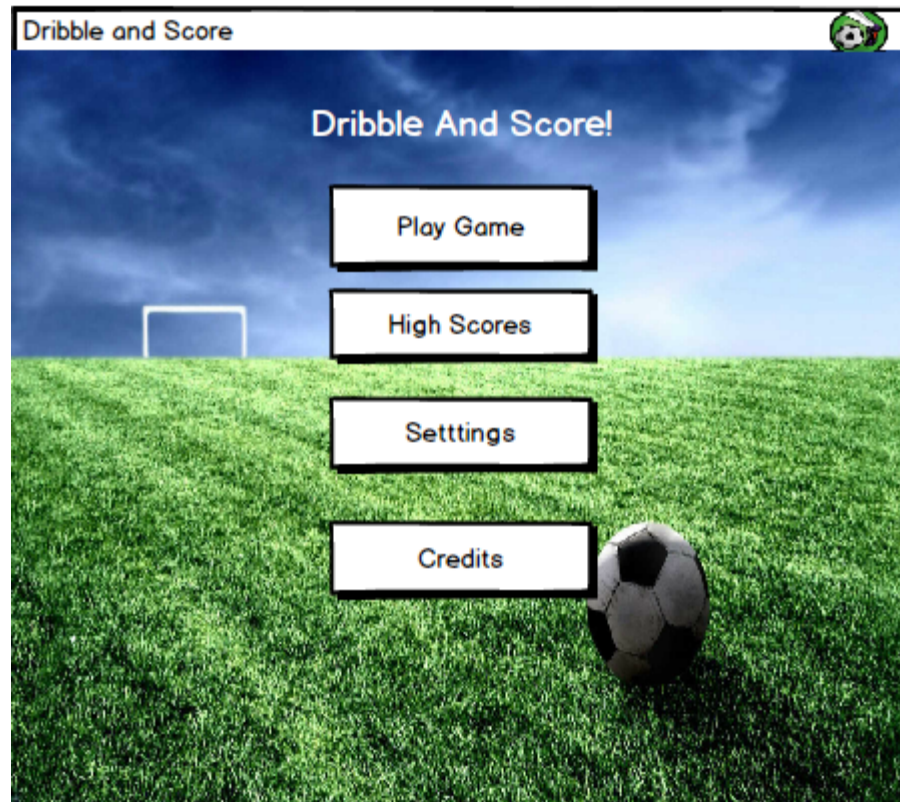 Dribble and Score
Dribble And Score!
Play Game
High Scores
Setttings
Credits